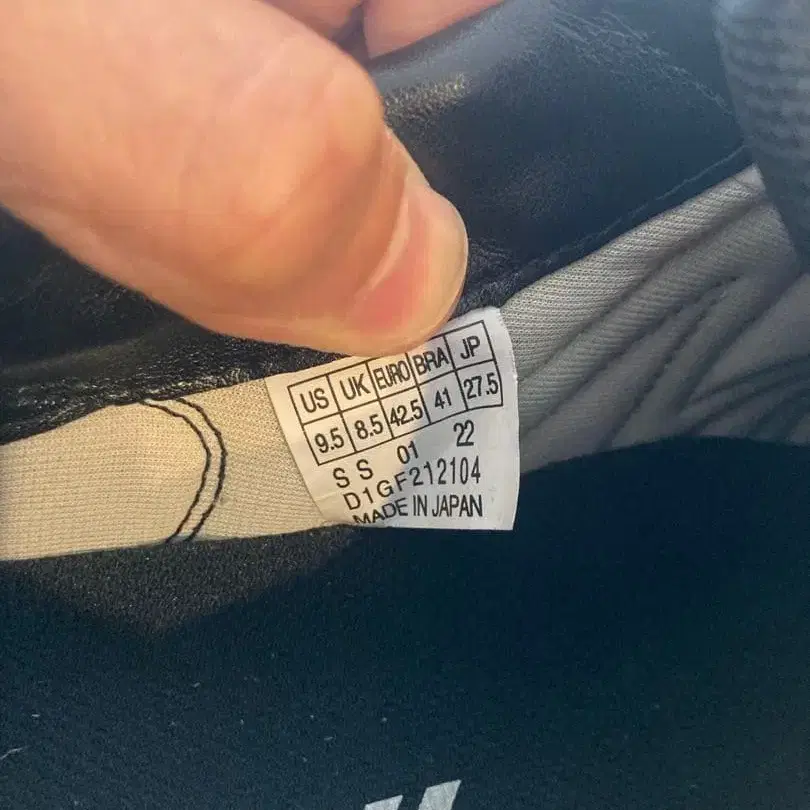 US UK EURO BRA JP
9.5 8.5 42.5 41 27.5
S S 01 22
D1GF212104
MADE IN JAPAN